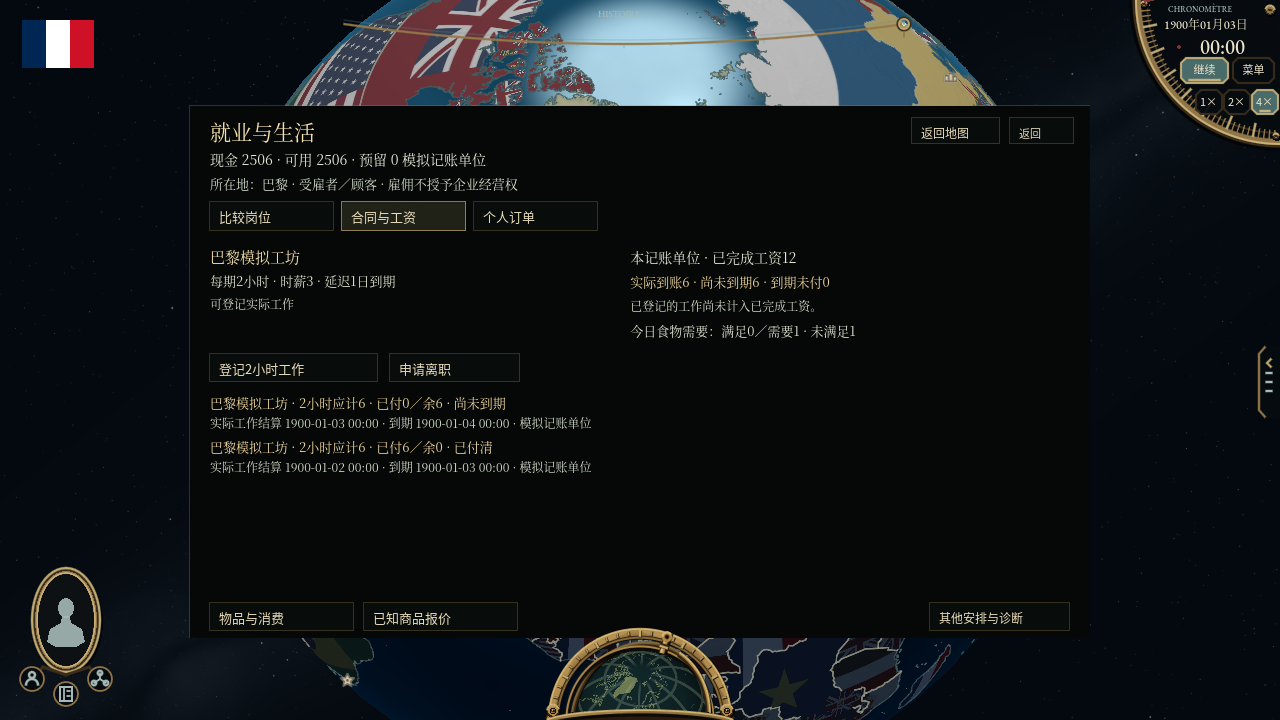 HISTORIA
CHRONOMÈTRE
1900年01月03日
00:00
继续
菜单
1×
2×
4×
就业与生活
返回地图
返回
现金 2506 · 可用 2506 · 预留 0 模拟记账单位
所在地：巴黎 · 受雇者／顾客 · 雇佣不授予企业经营权
比较岗位
合同与工资
个人订单
巴黎模拟工坊
每期2小时 · 时薪3 · 延迟1日到期
可登记实际工作
本记账单位 · 已完成工资12
实际到账6 · 尚未到期6 · 到期未付0
已登记的工作尚未计入已完成工资。
今日食物需要：满足0／需要1 · 未满足1
登记2小时工作
申请离职
巴黎模拟工坊 · 2小时应计6 · 已付0／余6 · 尚未到期
实际工作结算 1900-01-03 00:00 · 到期 1900-01-04 00:00 · 模拟记账单位
巴黎模拟工坊 · 2小时应计6 · 已付6／余0 · 已付清
实际工作结算 1900-01-02 00:00 · 到期 1900-01-03 00:00 · 模拟记账单位
物品与消费
已知商品报价
其他安排与诊断